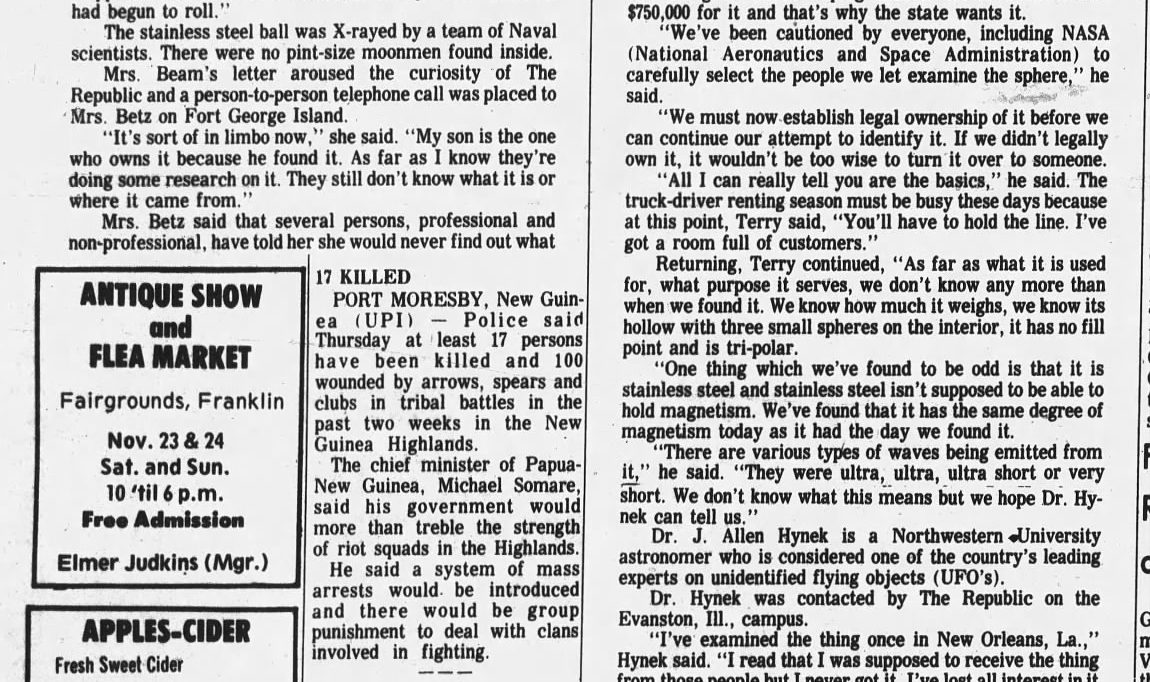 had begun to roll."
The stainless steel ball was X-rayed by a team of Naval
scientists. There were no pint-size moonmen found inside.
Mrs. Beam's letter aroused the curiosity of The
Republic and a person-to-person telephone call was placed to
Mrs. Betz on Fort George Island.
"It's sort of in limbo now," she said. "My son is the one
who owns it because he found it. As far as I know they're
doing some research on it. They still don't know what it is or
where it came from."
Mrs. Betz said that several persons, professional and
non-professional, have told her she would never find out what
ANTIQUE SHOW
and
FLEA MARKET
Fairgrounds, Franklin
Nov. 23 & 24
Sat. and Sun.
10 'til 6 p.m.
Free Admission
Elmer Judkins (Mgr.)
APPLES-CIDER
Fresh Sweet Cider
17 KILLED
PORT MORESBY, New Guin-
ea (UPI) — Police said
Thursday at least 17 persons
have been killed and 100
wounded by arrows, spears and
clubs in tribal battles in the
past two weeks in the New
Guinea Highlands.
The chief minister of Papua-
New Guinea, Michael Somare,
said his government would
more than treble the strength
of riot squads in the Highlands.
He said a system of mass
arrests would be introduced
and there would be group
punishment to deal with clans
involved in fighting.
$750,000 for it and that's why the state wants it.
"We've been cautioned by everyone, including NASA
(National Aeronautics and Space Administration) to
carefully select the people we let examine the sphere," he
said.
"We must now establish legal ownership of it before we
can continue our attempt to identify it. If we didn't legally
own it, it wouldn't be too wise to turn it over to someone.
"All I can really tell you are the basics," he said. The
truck-driver renting season must be busy these days because
at this point, Terry said, "You'll have to hold the line. I've
got a room full of customers."
Returning, Terry continued, "As far as what it is used
for, what purpose it serves, we don't know any more than
when we found it. We know how much it weighs, we know its
hollow with three small spheres on the interior, it has no fill
point and is tri-polar.
"One thing which we've found to be odd is that it is
stainless steel and stainless steel isn't supposed to be able to
hold magnetism. We've found that it has the same degree of
magnetism today as it had the day we found it.
"There are various types of waves being emitted from
it," he said. "They were ultra, ultra, ultra short or very
short. We don't know what this means but we hope Dr. Hy-
nek can tell us."
Dr. J. Allen Hynek is a Northwestern University
astronomer who is considered one of the country's leading
experts on unidentified flying objects (UFO's).
Dr. Hynek was contacted by The Republic on the
Evanston, Ill., campus.
"I've examined the thing once in New Orleans, La.,"
Hynek said. "I read that I was supposed to receive the thing
from those people but I never got it. I've lost all interest in it